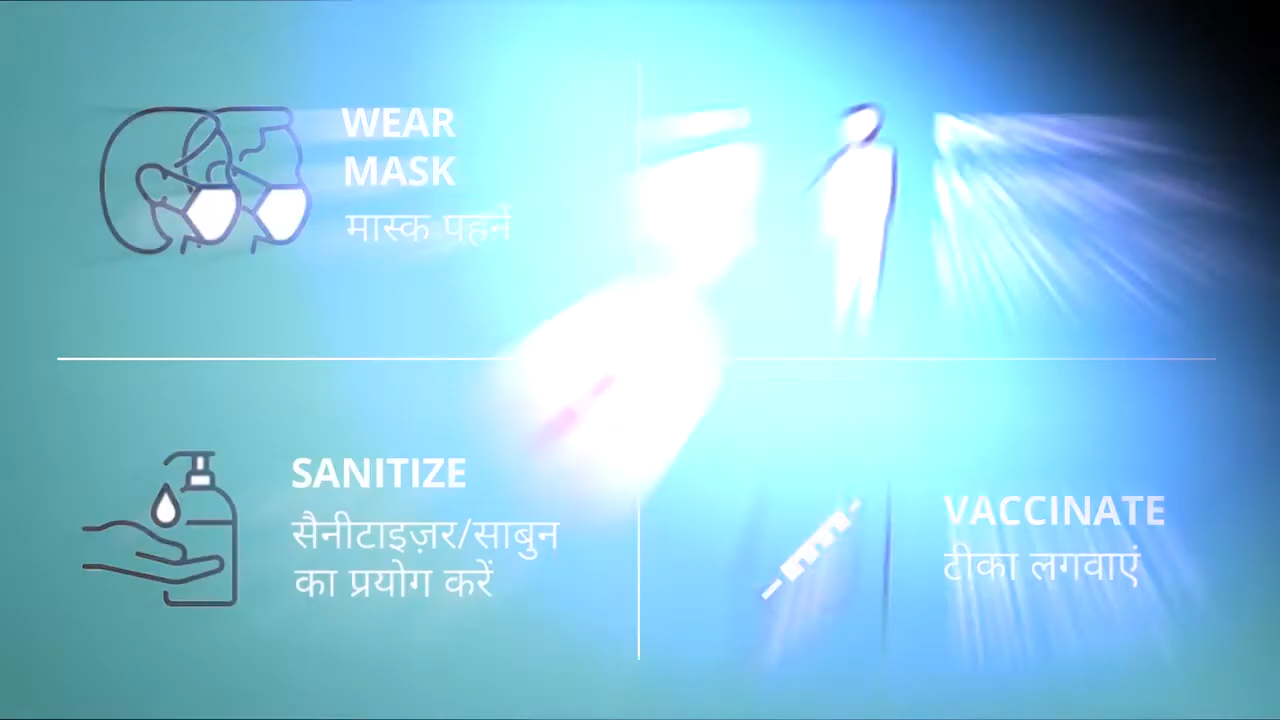 WEAR
MASK
मास्क पहनें
SANITIZE
सैनीटाइज़र/साबुन
का प्रयोग करें
VACCINATE
टीका लगवाएं